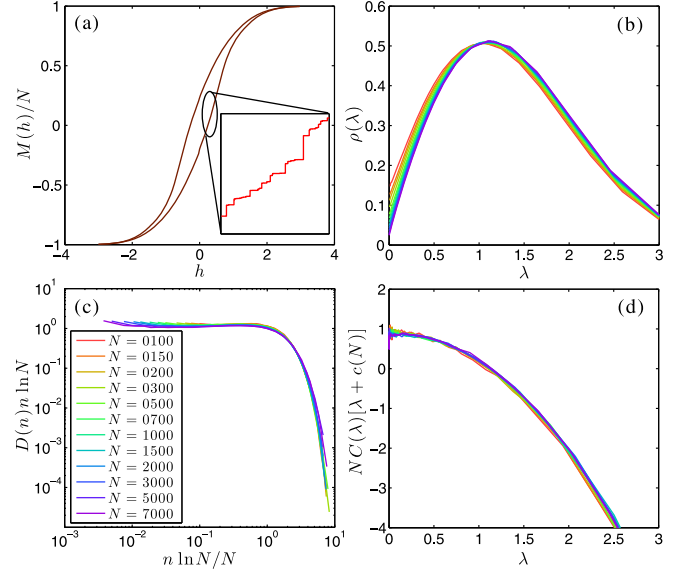 (a)
M(h)/N
1
0.5
0
−0.5
−1
−4
−2
0
2
4
h
(b)
ρ(λ)
0.6
0.5
0.4
0.3
0.2
0.1
0
0
0.5
1
1.5
2
2.5
3
λ
(c)
D(n)n ln N
10^1
10^0
10^−1
10^−2
10^−3
10^−4
N = 0100
N = 0150
N = 0200
N = 0300
N = 0500
N = 0700
N = 1000
N = 1500
N = 2000
N = 3000
N = 5000
N = 7000
10^−3
10^−2
10^−1
10^0
10^1
n ln N/N
(d)
NC(λ)[λ + c(N)]
2
1
0
−1
−2
−3
−4
0
0.5
1
1.5
2
2.5
3
λ